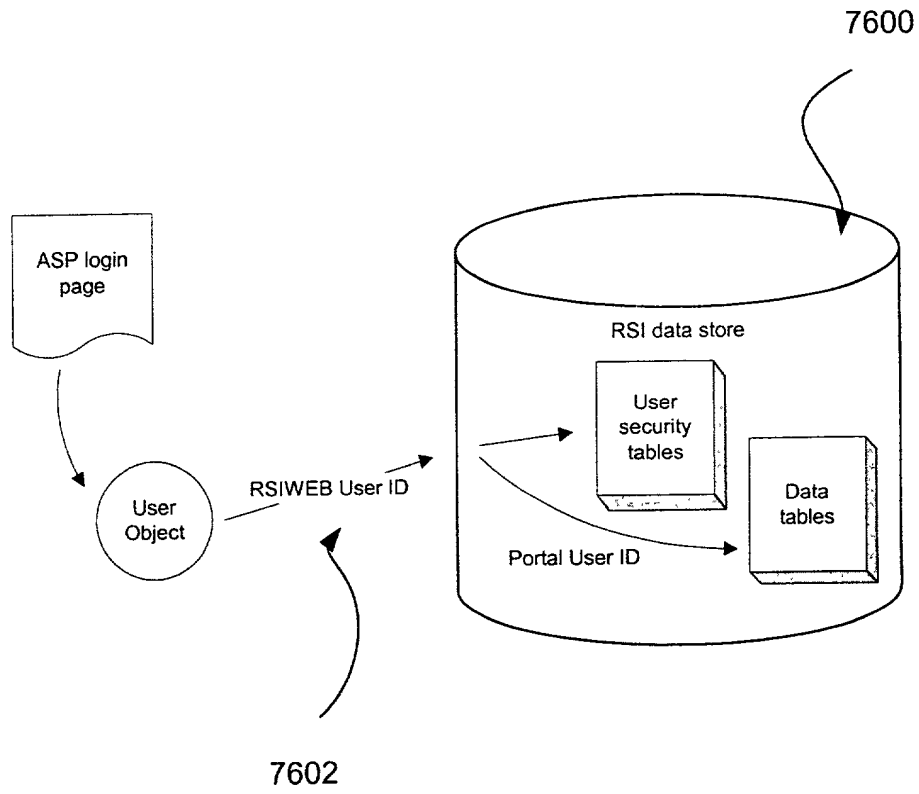 7600
ASP login
page
RSI data store
User
security
tables
RSIWEB User ID
User
Object
Data
tables
Portal User ID
7602